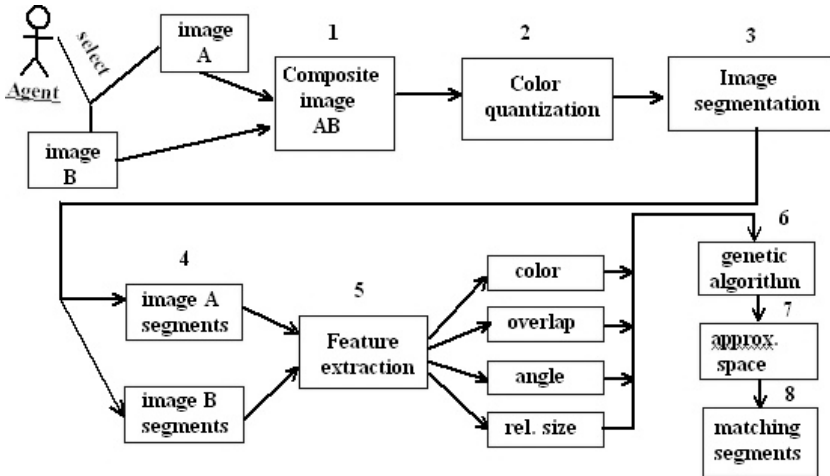 select
Agent
image
A
image
B
1
Composite
image
AB
2
Color
quantization
3
Image
segmentation
4
image A
segments
image B
segments
5
Feature
extraction
color
overlap
angle
rel. size
6
genetic
algorithm
7
approx.
space
8
matching
segments